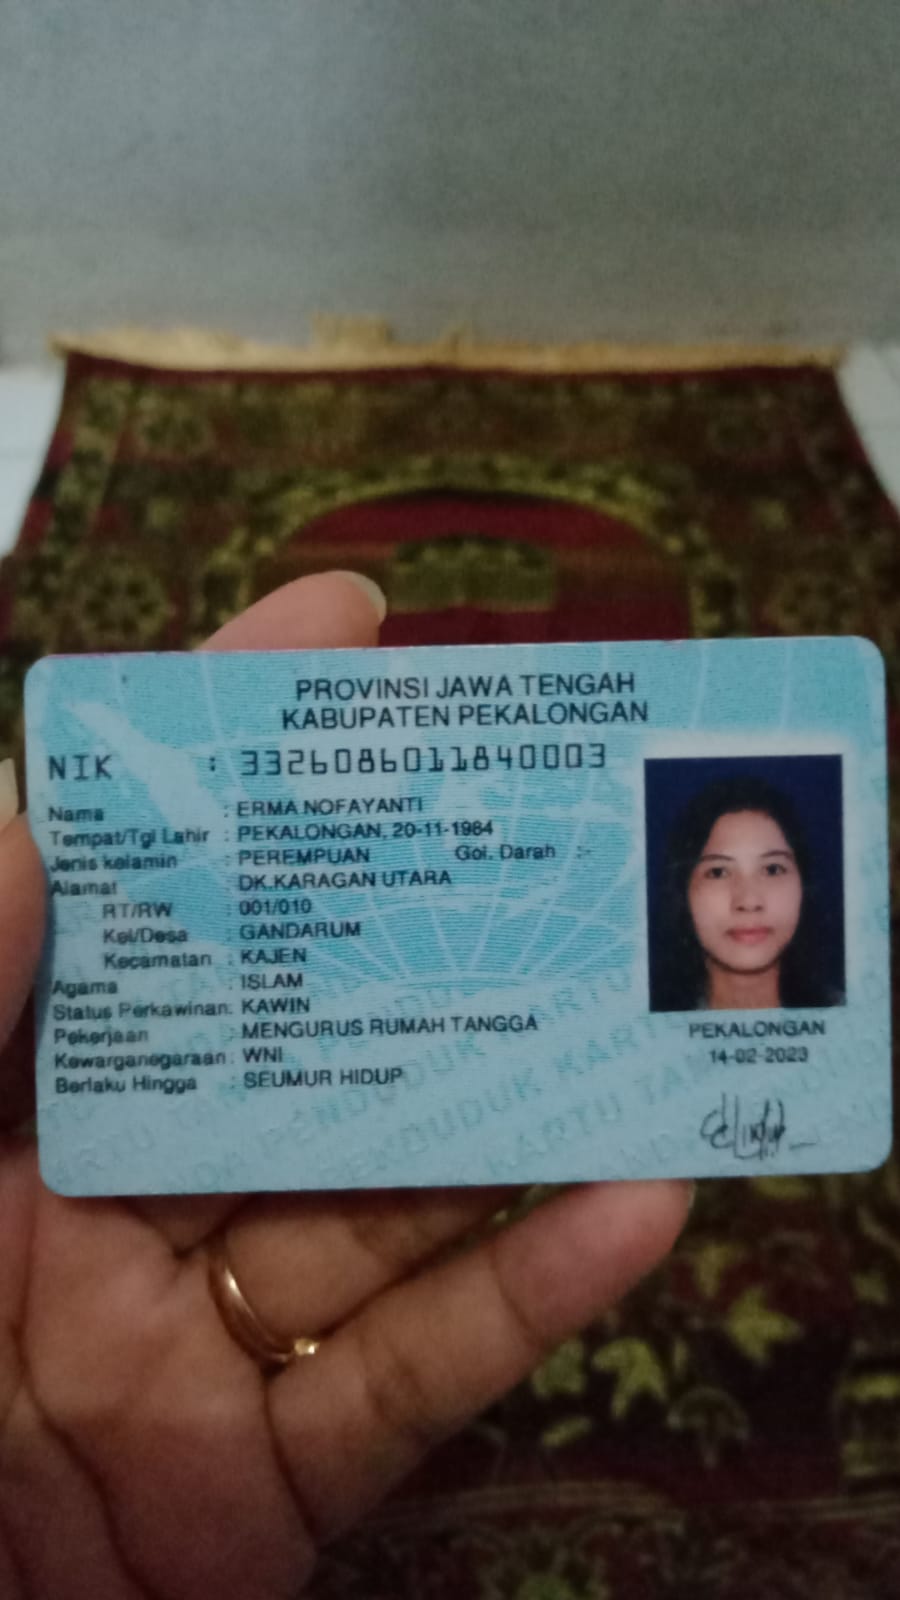 PROVINSI JAWA TENGAH
KABUPATEN PEKALONGAN
NIK : 3326086011840003
Nama : ERMA NOFAYANTI
Tempat/Tgl Lahir : PEKALONGAN, 20-11-1984
Jenis kelamin : PEREMPUAN Gol. Darah :-
Alamat : DK.KARAGAN UTARA
RT/RW : 001/010
Kel/Desa : GANDARUM
Kecamatan : KAJEN
Agama : ISLAM
Status Perkawinan: KAWIN
Pekerjaan : MENGURUS RUMAH TANGGA
Kewarganegaraan: WNI
Berlaku Hingga : SEUMUR HIDUP
PEKALONGAN
14-02-2023